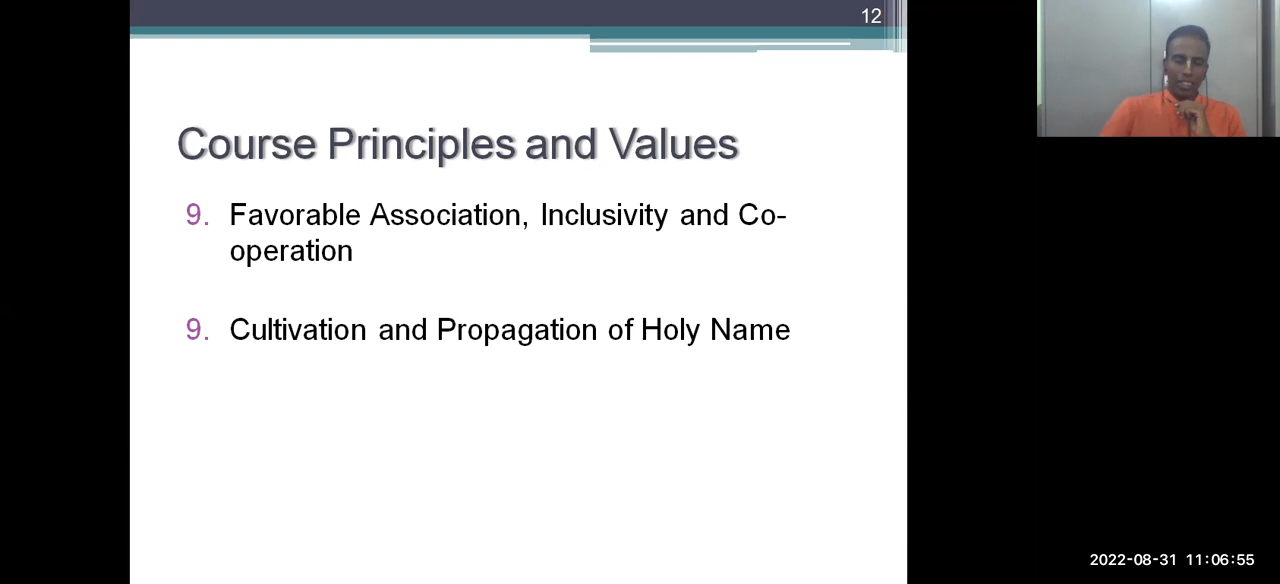 12
Course Principles and Values
9. Favorable Association, Inclusivity and Co-
operation
9. Cultivation and Propagation of Holy Name
2022-08-31 11:06:55